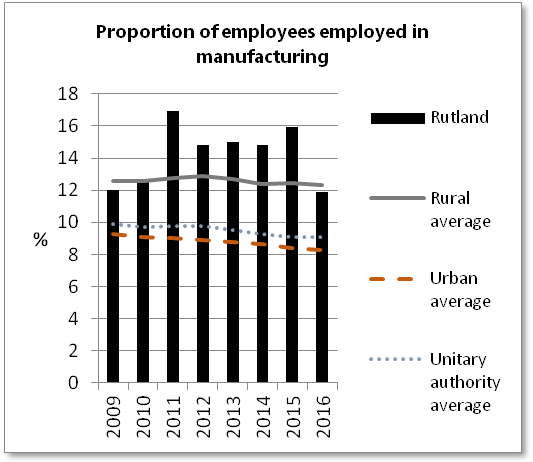 Proportion of employees employed in
manufacturing
18
16
14
12
10
8
6
4
2
0
%
2009
2010
2011
2012
2013
2014
2015
2016
Rutland
Rural
average
Urban
average
Unitary
authority
average